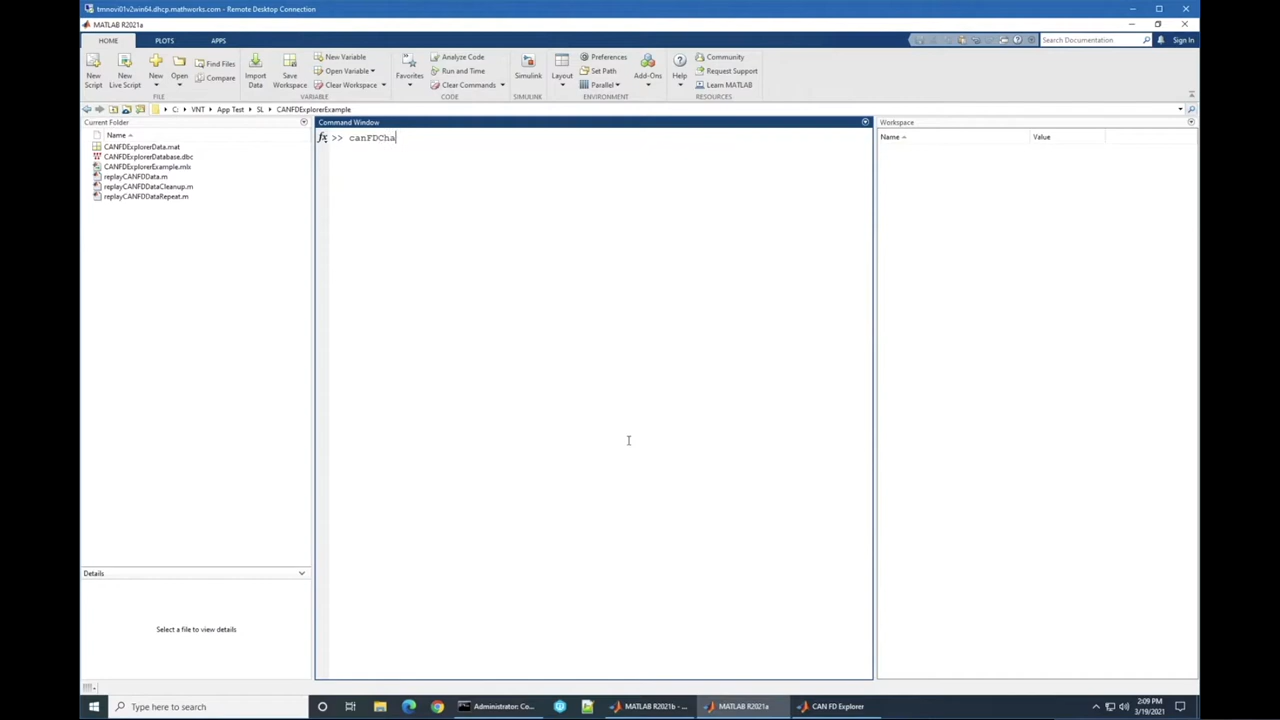 tmnovi01v2win64.dhcp.mathworks.com - Remote Desktop Connection
MATLAB R2021a
HOME PLOTS APPS
Search Documentation Sign In
New Script
New Live Script
New
Open
Find Files
Compare
Import Data
Save Workspace
New Variable
Open Variable
Clear Workspace
Favorites
Analyze Code
Run and Time
Clear Commands
Simulink
Layout
Preferences
Set Path
Parallel
Add-Ons
Help
Community
Request Support
Learn MATLAB
FILE VARIABLE CODE SIMULINK ENVIRONMENT RESOURCES
C: VNT App Test SL CANFDExplorerExample
Current Folder
Name
CANFDExplorerData.mat
CANFDExplorerDatabase.dbc
CANFDExplorerExample.mlx
replayCANFDData.m
replayCANFDDataCleanup.m
replayCANFDDataRepeat.m
Details
Select a file to view details
Command Window
fx >> canFDCha
Workspace
Name Value
Type here to search
Administrator: Co...
MATLAB R2021b - ...
MATLAB R2021a
CAN FD Explorer
2:09 PM
3/19/2021